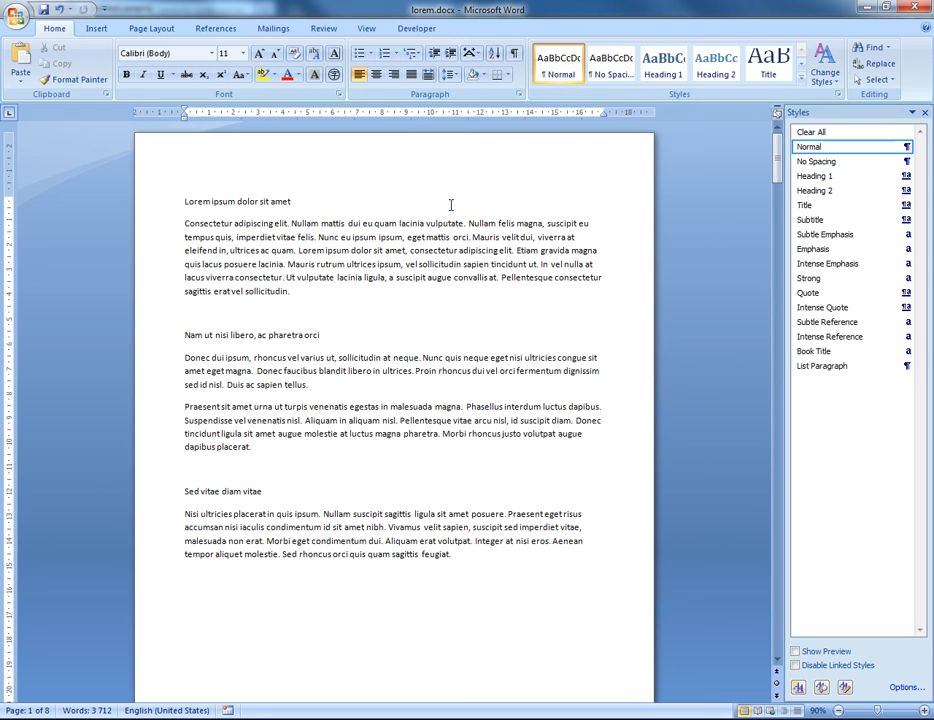 lorem.docx - Microsoft Word
Home Insert Page Layout References Mailings Review View Developer
Paste
Cut
Copy
Format Painter
Clipboard
Calibri (Body) 11
Font
Paragraph
AaBbCcDc AaBbCcDc AaBbC AaBbCc AaB
¶ Normal ¶ No Spaci... Heading 1 Heading 2 Title
Change
Styles
Styles
Find
Replace
Select
Editing
Lorem ipsum dolor sit amet
Consectetur adipiscing elit. Nullam mattis dui eu quam lacinia vulputate. Nullam felis magna, suscipit eu
tempus quis, imperdiet vitae felis. Nunc eu ipsum ipsum, eget mattis orci. Mauris velit dui, viverra at
eleifend in, ultrices ac quam. Lorem ipsum dolor sit amet, consectetur adipiscing elit. Etiam gravida magna
quis lacus posuere lacinia. Mauris rutrum ultrices ipsum, vel sollicitudin sapien tincidunt ut. In vel nulla at
lacus viverra consectetur. Ut vulputate lacinia ligula, a suscipit augue convallis at. Pellentesque consectetur
sagittis erat vel sollicitudin.
Nam ut nisi libero, ac pharetra orci
Donec dui ipsum, rhoncus vel varius ut, sollicitudin at neque. Nunc quis neque eget nisi ultricies congue sit
amet eget magna. Donec faucibus blandit libero in ultrices. Proin rhoncus dui vel orci fermentum dignissim
sed id nisl. Duis ac sapien tellus.
Praesent sit amet urna ut turpis venenatis egestas in malesuada magna. Phasellus interdum luctus dapibus.
Suspendisse vel venenatis nisl. Aliquam in aliquam nisl. Pellentesque vitae arcu nisl, id suscipit diam. Donec
tincidunt ligula sit amet augue molestie at luctus magna pharetra. Morbi rhoncus justo volutpat augue
dapibus placerat.
Sed vitae diam vitae
Nisi ultricies placerat in quis ipsum. Nullam suscipit sagittis ligula sit amet posuere. Praesent eget risus
accumsan nisi iaculis condimentum id sit amet nibh. Vivamus velit sapien, suscipit sed imperdiet vitae,
malesuada non erat. Morbi eget condimentum dui. Aliquam erat volutpat. Integer at nisi eros. Aenean
tempor aliquet molestie. Sed rhoncus orci quis quam sagittis feugiat.
Styles
Clear All
Normal ¶
No Spacing ¶
Heading 1 ¶a
Heading 2 ¶a
Title ¶a
Subtitle ¶a
Subtle Emphasis a
Emphasis a
Intense Emphasis a
Strong a
Quote ¶a
Intense Quote ¶a
Subtle Reference a
Intense Reference a
Book Title a
List Paragraph ¶
Show Preview
Disable Linked Styles
Options...
Page: 1 of 8 Words: 3 712 English (United States) 90%